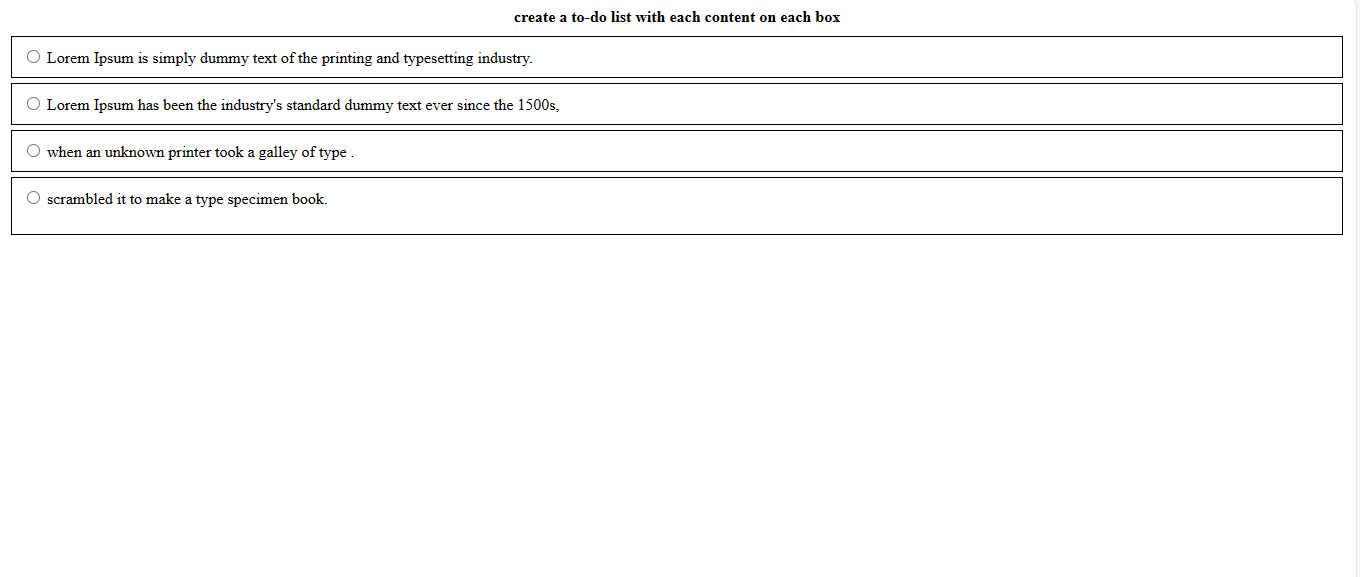 create a to-do list with each content on each box
Lorem Ipsum is simply dummy text of the printing and typesetting industry.
Lorem Ipsum has been the industry's standard dummy text ever since the 1500s,
when an unknown printer took a galley of type .
scrambled it to make a type specimen book.